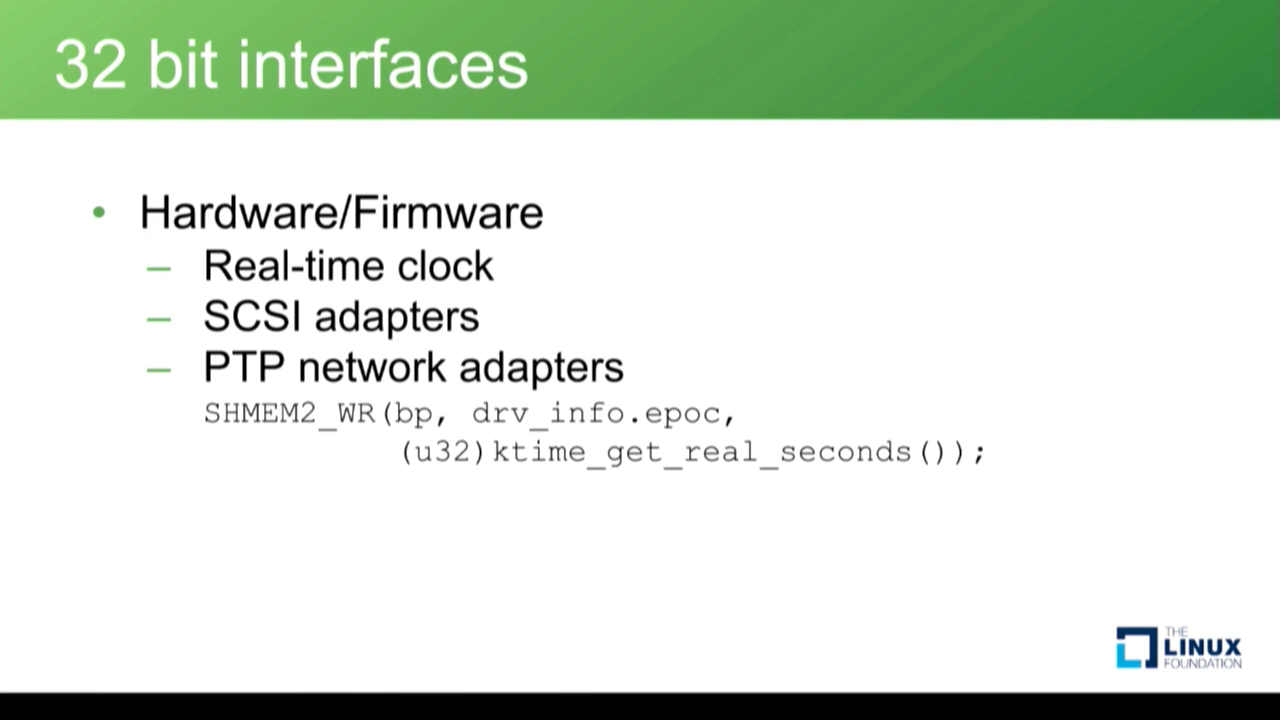 32 bit interfaces
• Hardware/Firmware
– Real-time clock
– SCSI adapters
– PTP network adapters
SHMEM2_WR(bp, drv_info.epoc,
(u32)ktime_get_real_seconds());
THE
LINUX
FOUNDATION